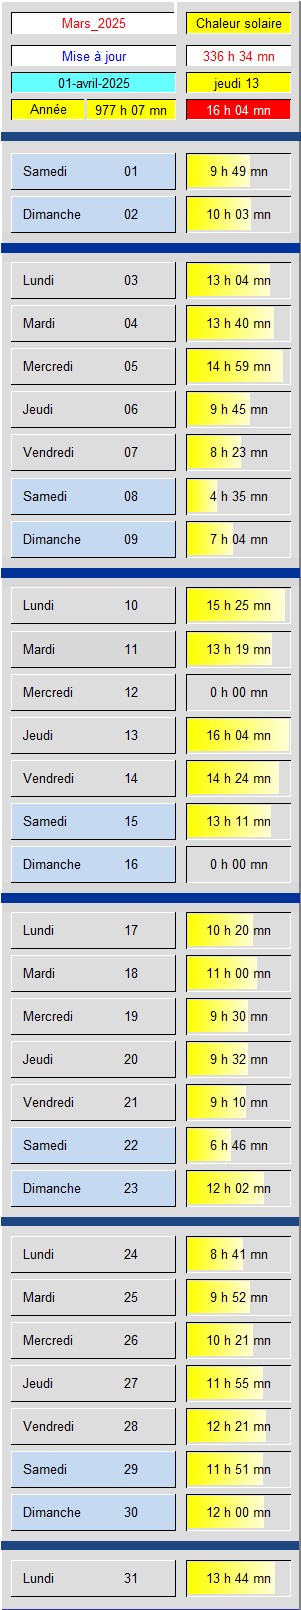 Mars_2025 Chaleur solaire
Mise à jour 336 h 34 mn
01-avril-2025 jeudi 13
Année 977 h 07 mn 16 h 04 mn
Samedi 01 9 h 49 mn
Dimanche 02 10 h 03 mn
Lundi 03 13 h 04 mn
Mardi 04 13 h 40 mn
Mercredi 05 14 h 59 mn
Jeudi 06 9 h 45 mn
Vendredi 07 8 h 23 mn
Samedi 08 4 h 35 mn
Dimanche 09 7 h 04 mn
Lundi 10 15 h 25 mn
Mardi 11 13 h 19 mn
Mercredi 12 0 h 00 mn
Jeudi 13 16 h 04 mn
Vendredi 14 14 h 24 mn
Samedi 15 13 h 11 mn
Dimanche 16 0 h 00 mn
Lundi 17 10 h 20 mn
Mardi 18 11 h 00 mn
Mercredi 19 9 h 30 mn
Jeudi 20 9 h 32 mn
Vendredi 21 9 h 10 mn
Samedi 22 6 h 46 mn
Dimanche 23 12 h 02 mn
Lundi 24 8 h 41 mn
Mardi 25 9 h 52 mn
Mercredi 26 10 h 21 mn
Jeudi 27 11 h 55 mn
Vendredi 28 12 h 21 mn
Samedi 29 11 h 51 mn
Dimanche 30 12 h 00 mn
Lundi 31 13 h 44 mn